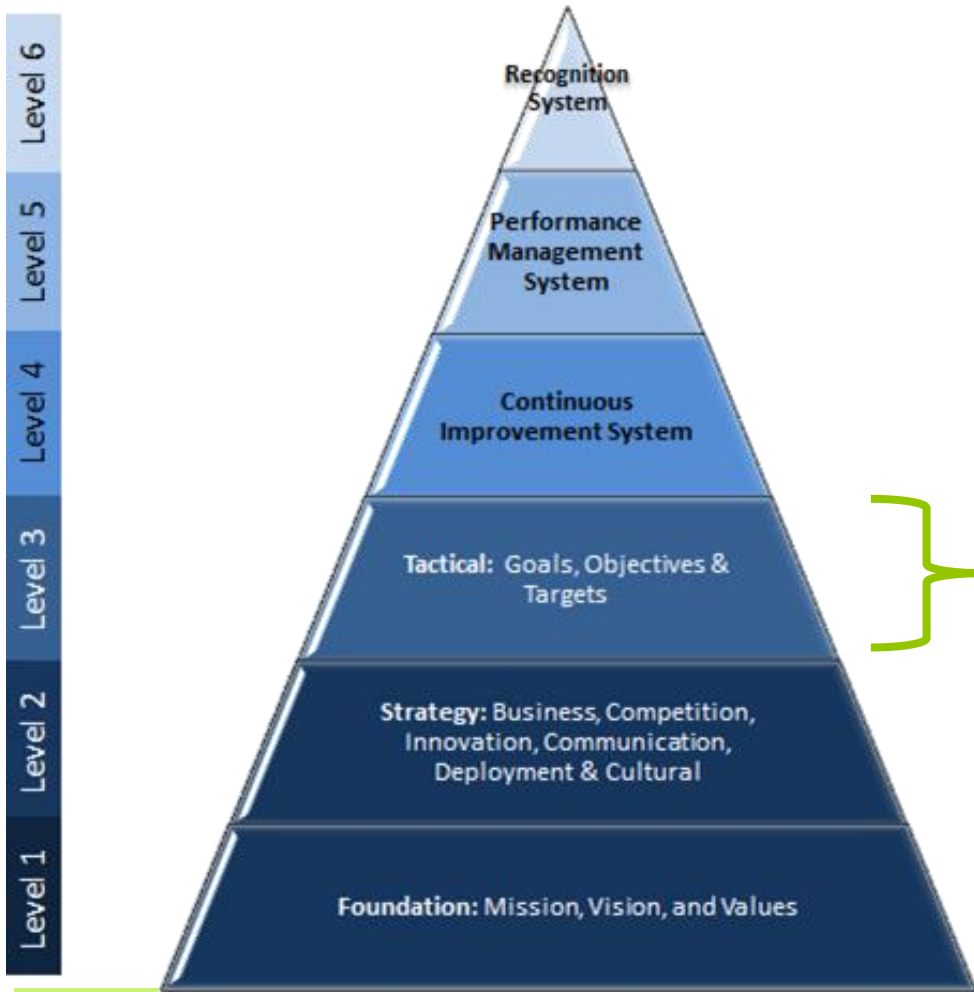 Level 6
Recognition
System
Level 5
Performance
Management
System
Level 4
Continuous
Improvement System
Level 3
Tactical: Goals, Objectives &
Targets
Level 2
Strategy: Business, Competition,
Innovation, Communication,
Deployment & Cultural
Level 1
Foundation: Mission, Vision, and Values